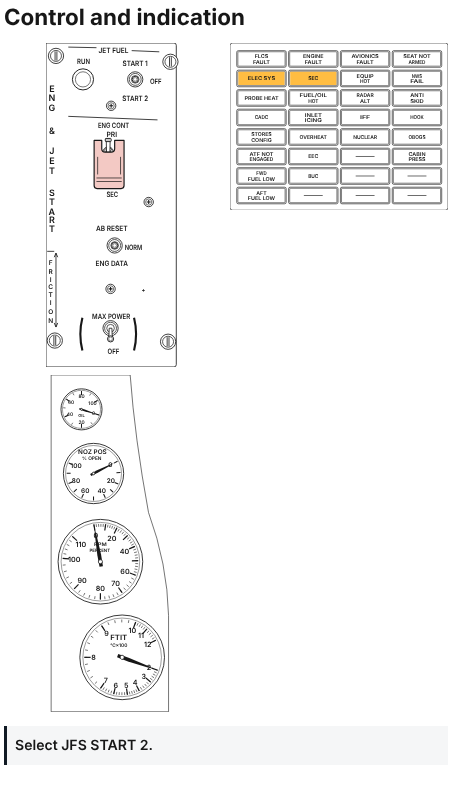 Control and indication
JET FUEL
RUN
START 1
OFF
START 2
ENG & JET START
ENG CONT
PRI
SEC
AB RESET
NORM
ENG DATA
FRICTION
MAX POWER
OFF
FLCS FAULT
ENGINE FAULT
AVIONICS FAULT
SEAT NOT ARMED
ELEC SYS
SEC
EQUIP HOT
NWS FAIL
PROBE HEAT
FUEL/OIL HOT
RADAR ALT
ANTI SKID
CADC
INLET ICING
IFF
HOOK
STORES CONFIG
OVERHEAT
NUCLEAR
OBOGS
ATF NOT ENGAGED
EEC
CABIN PRESS
FWD FUEL LOW
BUC
AFT FUEL LOW
100
OIL
NOZ POS
% OPEN
100
0
80
20
60
40
0
20
110
RPM
40
PERCENT
100
60
90
70
80
9
10
11
FTIT
12
°C×100
8
2
7
3
6
5
4
Select JFS START 2.